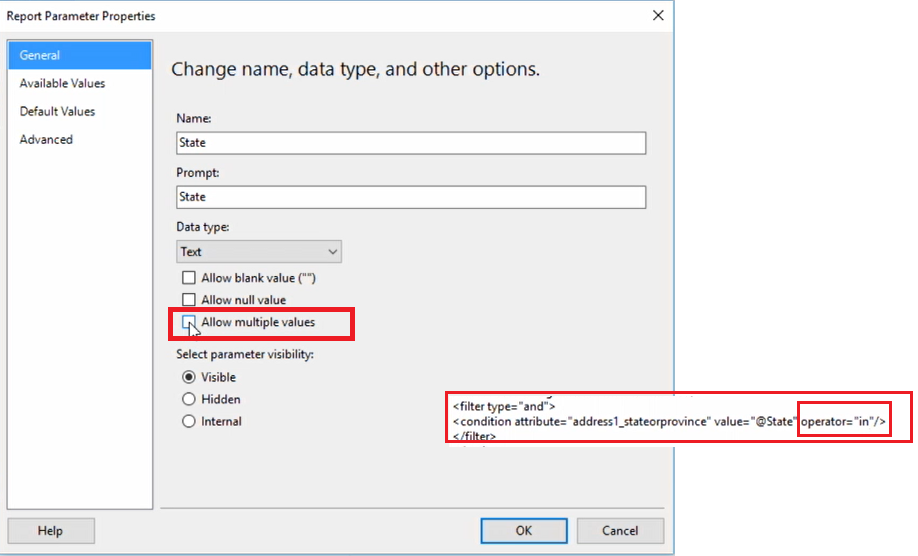 Report Parameter Properties
General
Available Values
Default Values
Advanced
Change name, data type, and other options.
Name:
State
Prompt:
State
Data type:
Text
Allow blank value ("")
Allow null value
Allow multiple values
Select parameter visibility:
Visible
Hidden
Internal
<filter type="and">
<condition attribute="address1_stateorprovince" value="@State" operator="in"/>
</filter>
Help
OK
Cancel